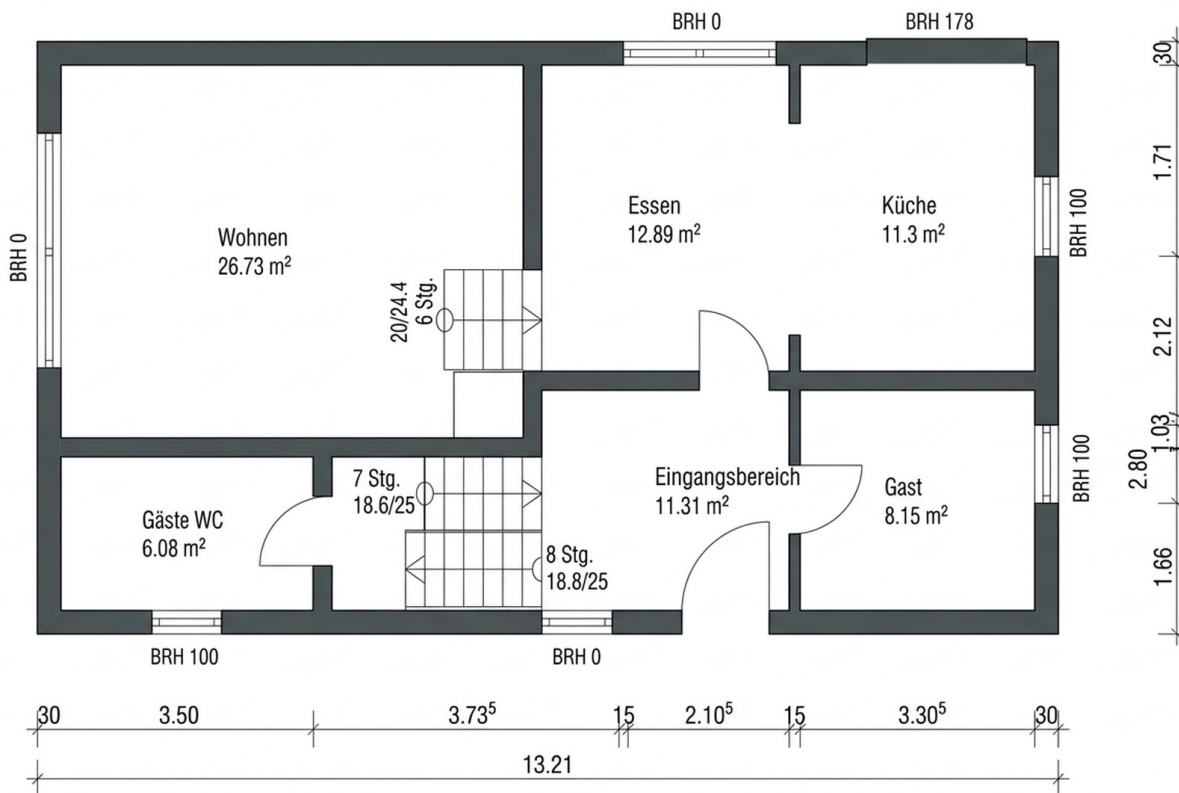 BRH 0
BRH 178
30
1.71
Essen
12.89 m²
Küche
11.3 m²
BRH 100
Wohnen
26.73 m²
BRH 0
20/24.4
6 Stg.
2.12
1.03
2.80
7 Stg.
18.6/25
Eingangsbereich
11.31 m²
Gast
8.15 m²
BRH 100
Gäste WC
6.08 m²
8 Stg.
18.8/25
1.66
BRH 100
BRH 0
30 3.50 3.73⁵ 15 2.10⁵ 15 3.30⁵ 30
13.21